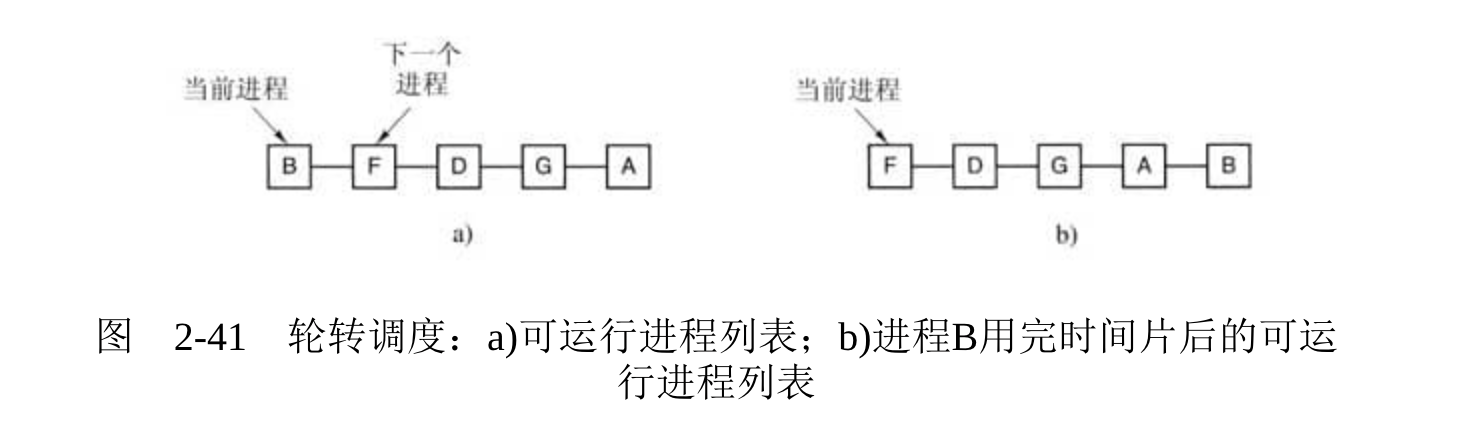 下一个
进程
当前进程
B F D G A
a)
当前进程
F D G A B
b)
图 2-41 轮转调度：a)可运行进程列表；b)进程B用完时间片后的可运
行进程列表